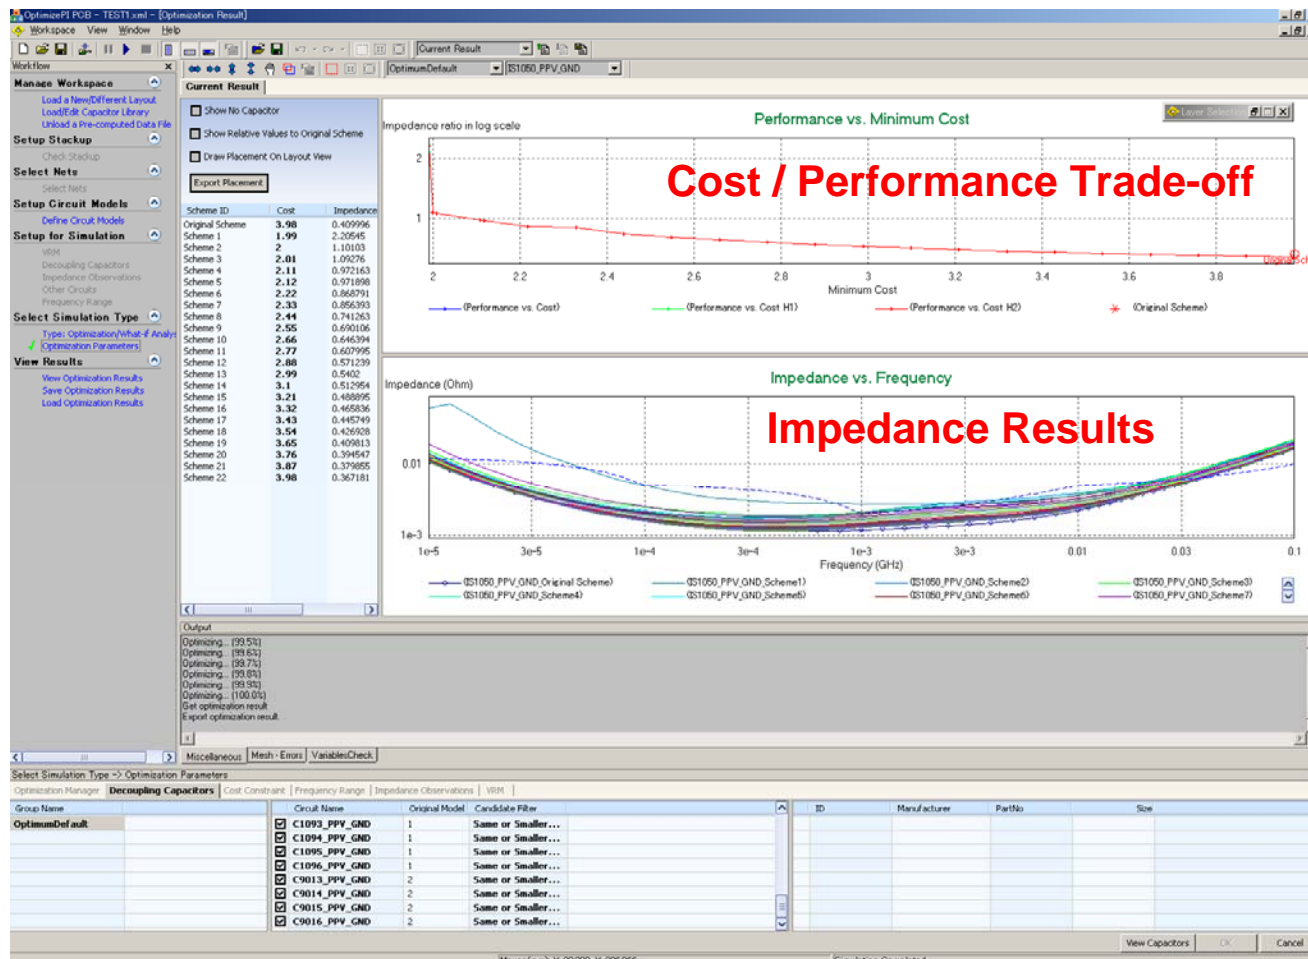 OptimizePI PCB - TEST1.xml - [Optimization Result]
Workspace View Window Help
Current Result
Workflow
OptimumDefault IS1050_PPV_GND
Manage Workspace
Load a New/Different Layout
Load/Edit Capacitor Library
Unload a Pre-computed Data File
Setup Stackup
Check Stackup
Select Nets
Select Nets
Setup Circuit Models
Define Circuit Models
Setup for Simulation
VRM
Decoupling Capacitors
Impedance Observations
Other Circuits
Frequency Range
Select Simulation Type
Type: Optimization/What-if Analys
Optimization Parameters
View Results
View Optimization Results
Save Optimization Results
Load Optimization Results
Current Result
Show No Capacitor
Show Relative Values to Original Scheme
Draw Placement On Layout View
Export Placement
Scheme ID Cost Impedance
Original Scheme 3.98 0.409996
Scheme 1 1.99 2.20545
Scheme 2 2 1.10103
Scheme 3 2.01 1.09276
Scheme 4 2.11 0.972163
Scheme 5 2.12 0.971898
Scheme 6 2.22 0.868791
Scheme 7 2.33 0.856393
Scheme 8 2.44 0.741263
Scheme 9 2.55 0.690106
Scheme 10 2.66 0.646394
Scheme 11 2.77 0.607995
Scheme 12 2.88 0.571239
Scheme 13 2.99 0.5402
Scheme 14 3.1 0.512954
Scheme 15 3.21 0.488895
Scheme 16 3.32 0.465836
Scheme 17 3.43 0.445749
Scheme 18 3.54 0.426928
Scheme 19 3.65 0.409813
Scheme 20 3.76 0.394547
Scheme 21 3.87 0.379855
Scheme 22 3.98 0.367181
Performance vs. Minimum Cost
Layer Selection
Impedance ratio in log scale
Cost / Performance Trade-off
2
1
Original Sch
2 2.2 2.4 2.6 2.8 3 3.2 3.4 3.6 3.8
Minimum Cost
(Performance vs. Cost) (Performance vs. Cost H1) (Performance vs. Cost H2) (Original Scheme)
Impedance vs. Frequency
Impedance (Ohm)
Impedance Results
0.01
1e-3
1e-5 3e-5 1e-4 3e-4 1e-3 3e-3 0.01 0.03 0.1
Frequency (GHz)
(IS1050_PPV_GND_Original Scheme) (IS1050_PPV_GND_Scheme1) (IS1050_PPV_GND_Scheme2) (IS1050_PPV_GND_Scheme3)
(IS1050_PPV_GND_Scheme4) (IS1050_PPV_GND_Scheme5) (IS1050_PPV_GND_Scheme6) (IS1050_PPV_GND_Scheme7)
Output
Optimizing... (99.5%)
Optimizing... (99.6%)
Optimizing... (99.7%)
Optimizing... (99.8%)
Optimizing... (99.9%)
Optimizing... (100.0%)
Get optimization result
Export optimization result.
Miscellaneous Mesh - Errors VariablesCheck
Select Simulation Type -> Optimization Parameters
Optimization Manager Decoupling Capacitors Cost Constraint Frequency Range Impedance Observations VRM
Group Name Circuit Name Original Model Candidate Filter ID Manufacturer PartNo Size
OptimumDefault C1093_PPV_GND 1 Same or Smaller...
C1094_PPV_GND 1 Same or Smaller...
C1095_PPV_GND 1 Same or Smaller...
C1096_PPV_GND 1 Same or Smaller...
C9013_PPV_GND 2 Same or Smaller...
C9014_PPV_GND 2 Same or Smaller...
C9015_PPV_GND 2 Same or Smaller...
C9016_PPV_GND 2 Same or Smaller...
View Capacitors OK Cancel